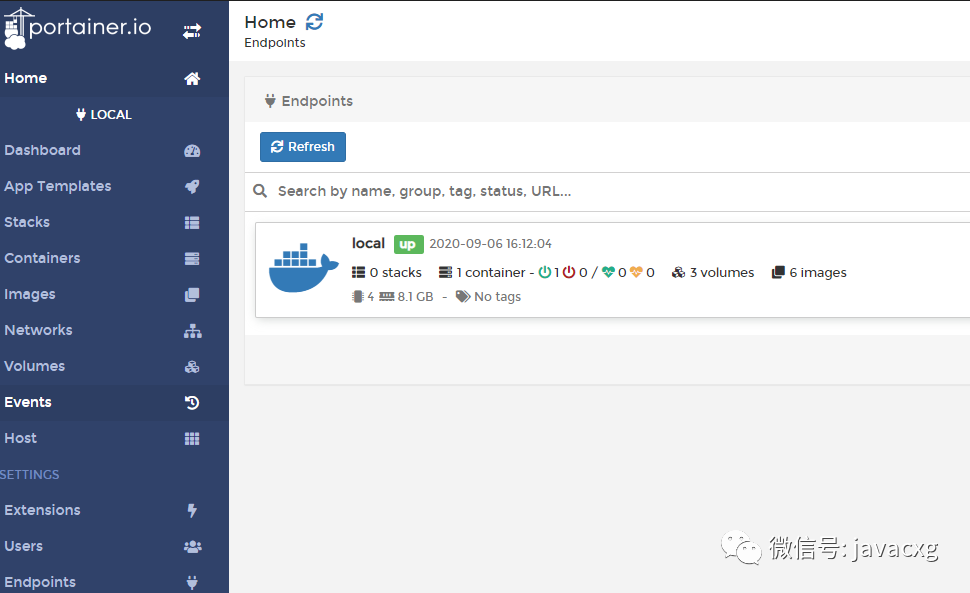 portainer.io
Home
LOCAL
Dashboard
App Templates
Stacks
Containers
Images
Networks
Volumes
Events
Host
SETTINGS
Extensions
Users
Endpoints
Home
Endpoints
Endpoints
Refresh
Search by name, group, tag, status, URL...
local up 2020-09-06 16:12:04
0 stacks 1 container - 1 0 / 0 0 3 volumes 6 images
4 8.1 GB - No tags
微信号: javacxg